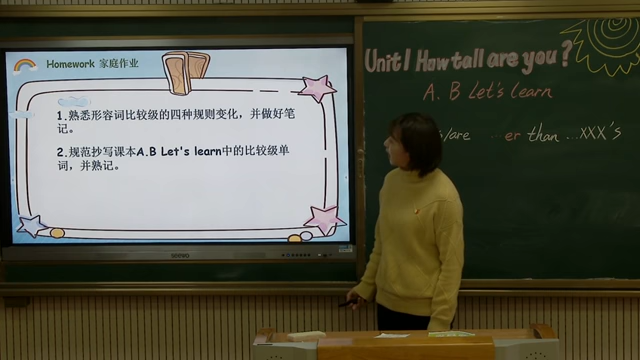 Homework 家庭作业
1.熟悉形容词比较级的四种规则变化，并做好笔
记。
2.规范抄写课本A.B Let's learn中的比较级单
词，并熟记。
Unit 1 How tall are you?
A. B Let's learn
/are er than ...XXX's